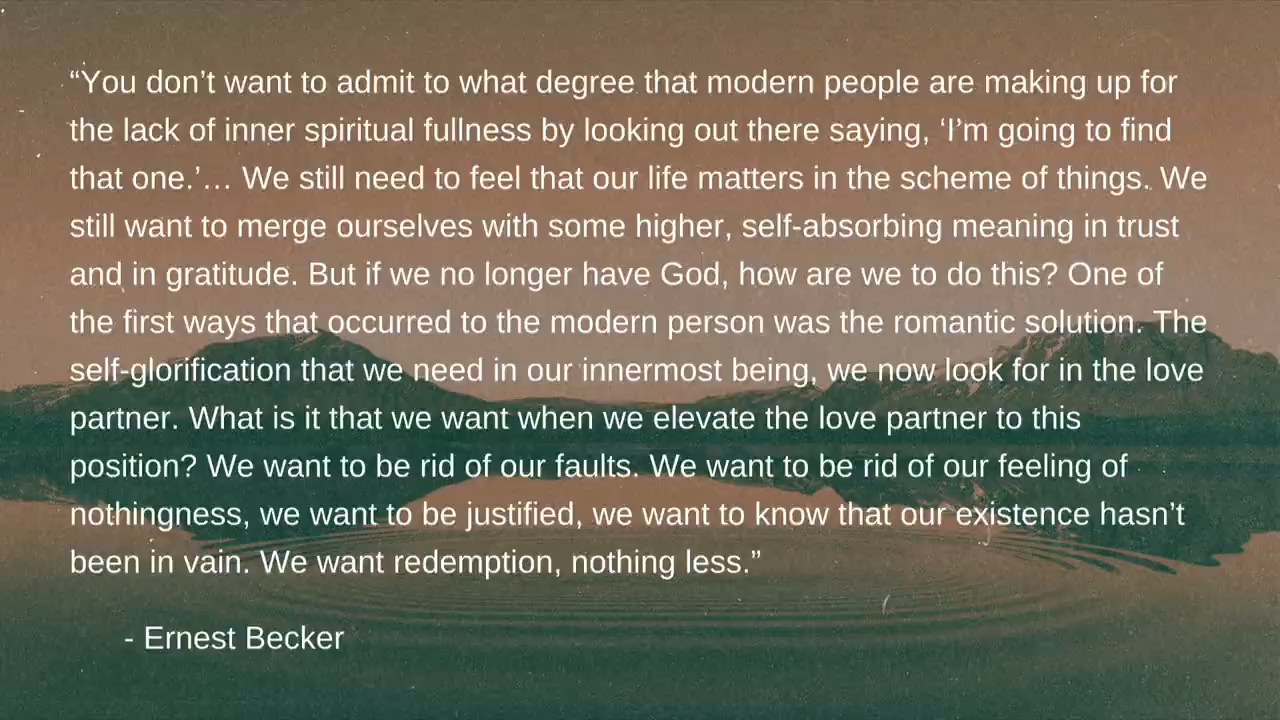 “You don’t want to admit to what degree that modern people are making up for
the lack of inner spiritual fullness by looking out there saying, ‘I’m going to find
that one.’… We still need to feel that our life matters in the scheme of things. We
still want to merge ourselves with some higher, self-absorbing meaning in trust
and in gratitude. But if we no longer have God, how are we to do this? One of
the first ways that occurred to the modern person was the romantic solution. The
self-glorification that we need in our innermost being, we now look for in the love
partner. What is it that we want when we elevate the love partner to this
position? We want to be rid of our faults. We want to be rid of our feeling of
nothingness, we want to be justified, we want to know that our existence hasn’t
been in vain. We want redemption, nothing less.”
- Ernest Becker